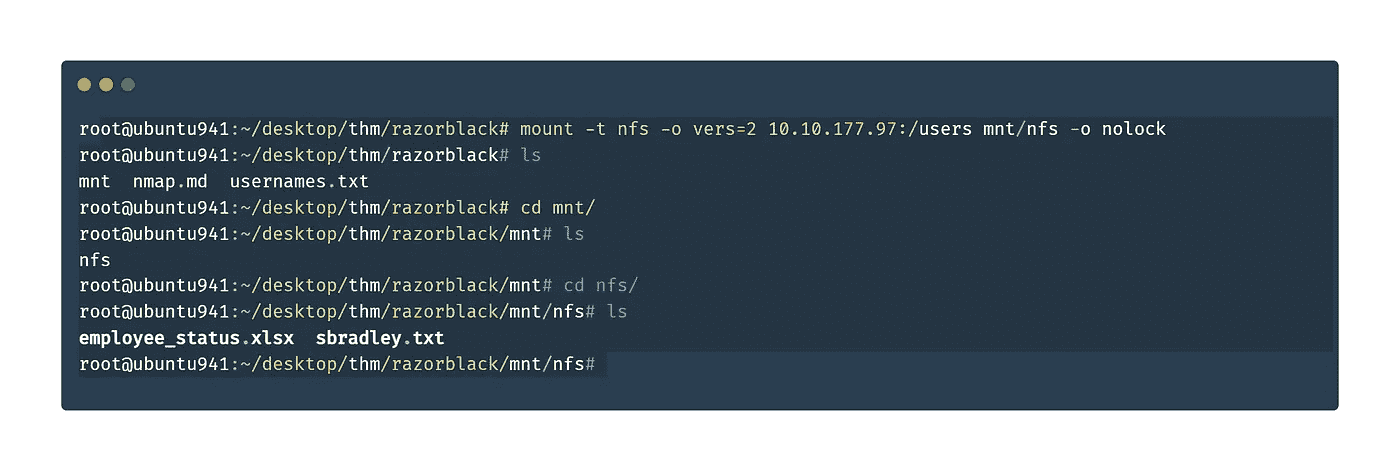 root@ubuntu941:~/desktop/thm/razorblack# mount -t nfs -o vers=2 10.10.177.97:/users mnt/nfs -o nolock
root@ubuntu941:~/desktop/thm/razorblack# ls
mnt  nmap.md  usernames.txt
root@ubuntu941:~/desktop/thm/razorblack# cd mnt/
root@ubuntu941:~/desktop/thm/razorblack/mnt# ls
nfs
root@ubuntu941:~/desktop/thm/razorblack/mnt# cd nfs/
root@ubuntu941:~/desktop/thm/razorblack/mnt/nfs# ls
employee_status.xlsx  sbradley.txt
root@ubuntu941:~/desktop/thm/razorblack/mnt/nfs#